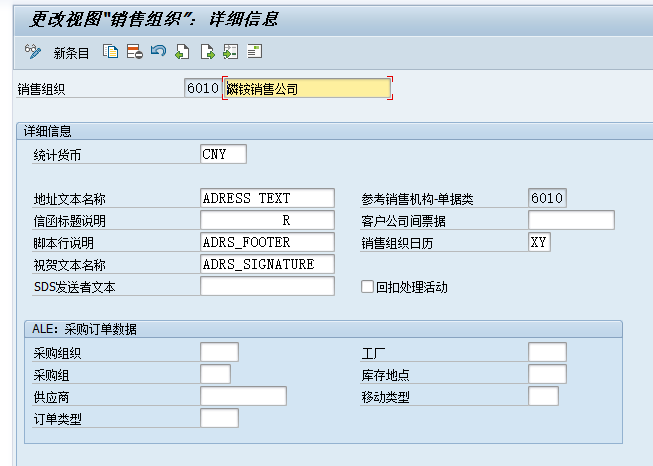 更改视图"销售组织": 详细信息
新条目
销售组织 6010 鏻铵销售公司
详细信息
统计货币 CNY
地址文本名称 ADRESS TEXT 参考销售机构-单据类 6010
信函标题说明 R 客户公司间票据
脚本行说明 ADRS_FOOTER 销售组织日历 XY
祝贺文本名称 ADRS_SIGNATURE
SDS发送者文本 回扣处理活动
ALE: 采购订单数据
采购组织 工厂
采购组 库存地点
供应商 移动类型
订单类型